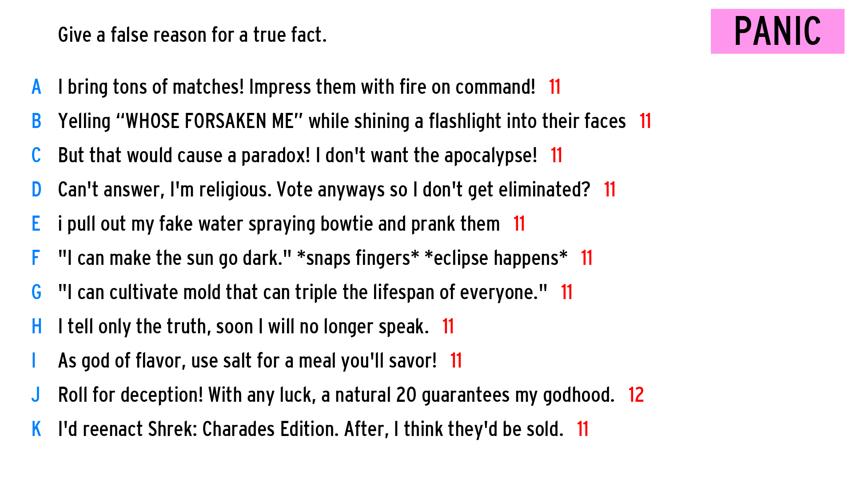 Give a false reason for a true fact.
PANIC
A I bring tons of matches! Impress them with fire on command! 11
B Yelling “WHOSE FORSAKEN ME” while shining a flashlight into their faces 11
C But that would cause a paradox! I don't want the apocalypse! 11
D Can't answer, I'm religious. Vote anyways so I don't get eliminated? 11
E i pull out my fake water spraying bowtie and prank them 11
F "I can make the sun go dark." *snaps fingers* *eclipse happens* 11
G "I can cultivate mold that can triple the lifespan of everyone." 11
H I tell only the truth, soon I will no longer speak. 11
I As god of flavor, use salt for a meal you'll savor! 11
J Roll for deception! With any luck, a natural 20 guarantees my godhood. 12
K I'd reenact Shrek: Charades Edition. After, I think they'd be sold. 11